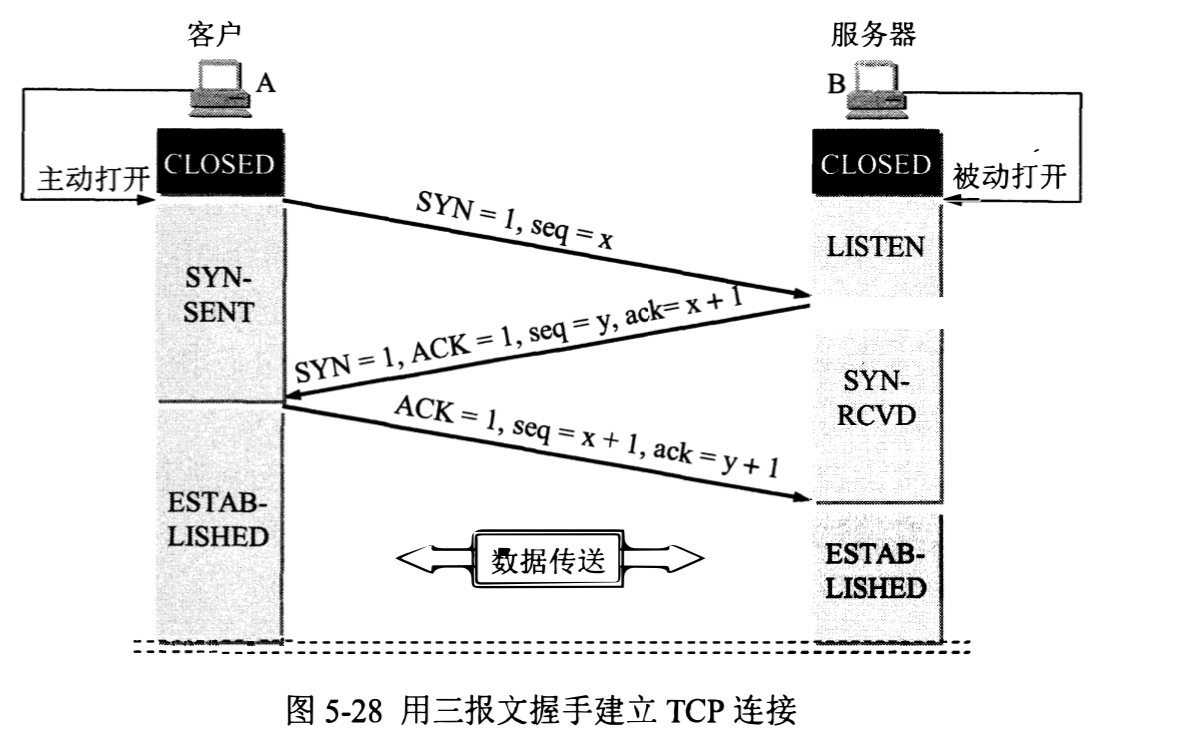 客户
服务器
A
B
CLOSED
CLOSED
主动打开
被动打开
SYN = 1, seq = x
LISTEN
SYN-
SENT
SYN = 1, ACK = 1, seq = y, ack= x + 1
SYN-
RCVD
ACK = 1, seq = x + 1, ack = y + 1
ESTAB-
LISHED
数据传送
ESTAB-
LISHED
图 5-28 用三报文握手建立 TCP 连接